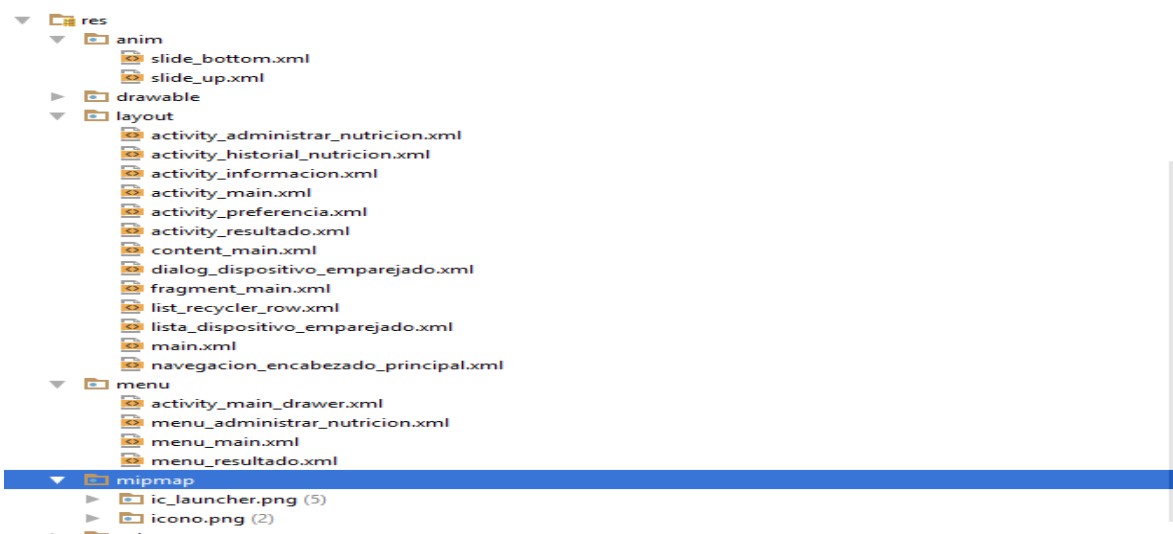 res
anim
slide_bottom.xml
slide_up.xml
drawable
layout
activity_administrar_nutricion.xml
activity_historial_nutricion.xml
activity_informacion.xml
activity_main.xml
activity_preferencia.xml
activity_resultado.xml
content_main.xml
dialog_dispositivo_emparejado.xml
fragment_main.xml
list_recycler_row.xml
lista_dispositivo_emparejado.xml
main.xml
navegacion_encabezado_principal.xml
menu
activity_main_drawer.xml
menu_administrar_nutricion.xml
menu_main.xml
menu_resultado.xml
mipmap
ic_launcher.png (5)
icono.png (2)